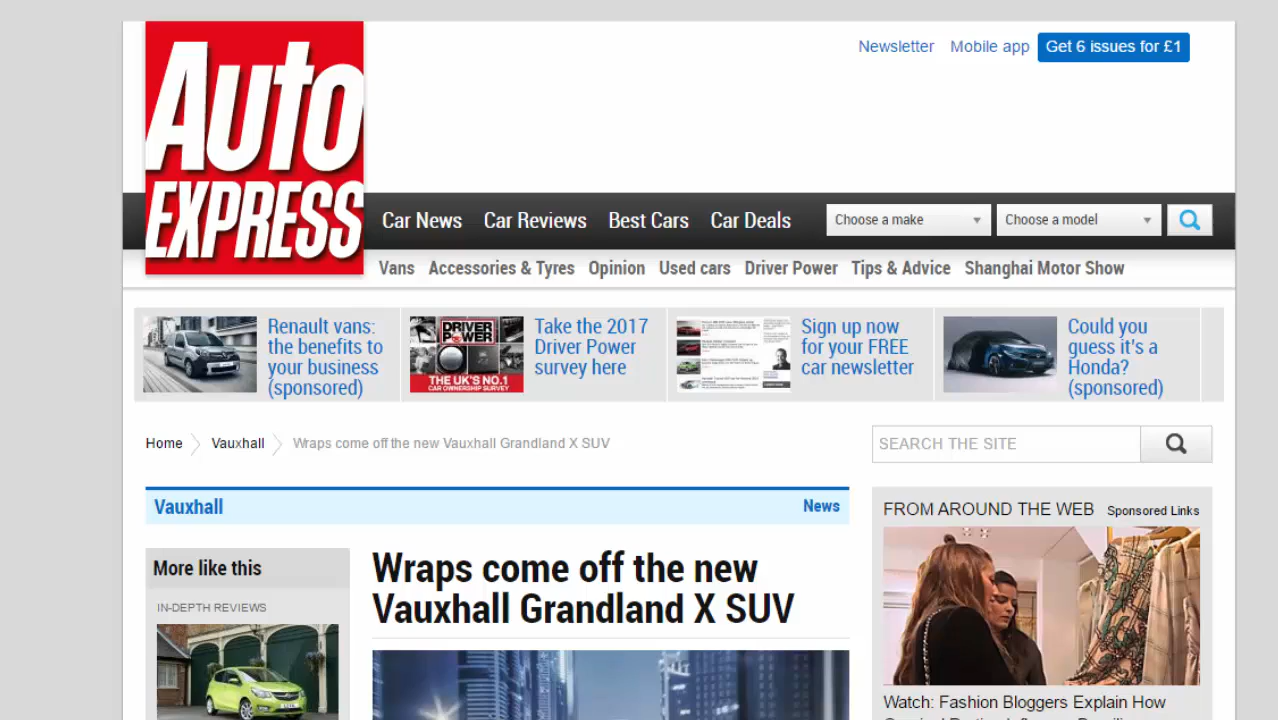 Auto
EXPRESS
Newsletter Mobile app Get 6 issues for £1
Car News Car Reviews Best Cars Car Deals Choose a make Choose a model
Vans Accessories & Tyres Opinion Used cars Driver Power Tips & Advice Shanghai Motor Show
Renault vans:
the benefits to
your business
(sponsored)
DRIVER
POWER
THE UK'S NO.1
CAR OWNERSHIP SURVEY
Take the 2017
Driver Power
survey here
Sign up now
for your FREE
car newsletter
Could you
guess it's a
Honda?
(sponsored)
Home Vauxhall Wraps come off the new Vauxhall Grandland X SUV
SEARCH THE SITE
Vauxhall News
FROM AROUND THE WEB Sponsored Links
More like this
IN-DEPTH REVIEWS
Wraps come off the new
Vauxhall Grandland X SUV
Watch: Fashion Bloggers Explain How